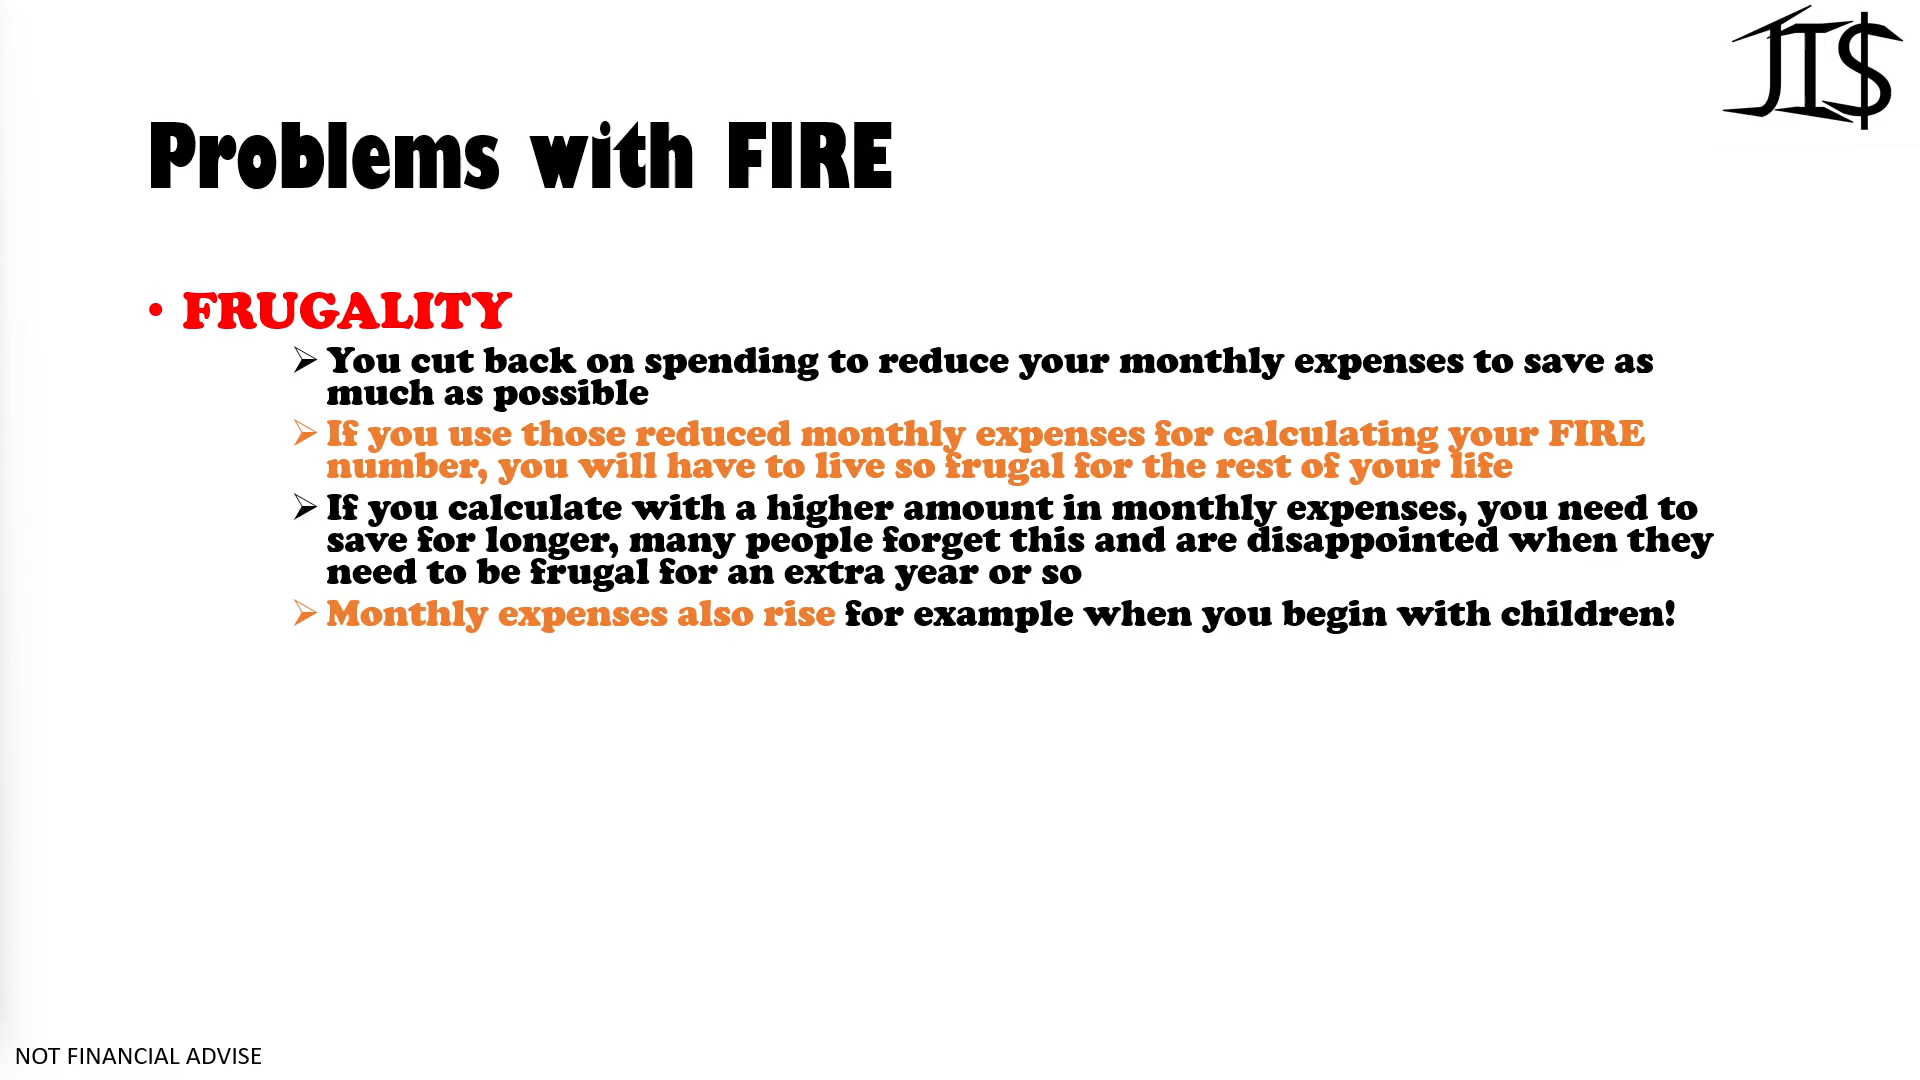 JI$
Problems with FIRE
• FRUGALITY
➢ You cut back on spending to reduce your monthly expenses to save as
much as possible
➢ If you use those reduced monthly expenses for calculating your FIRE
number, you will have to live so frugal for the rest of your life
➢ If you calculate with a higher amount in monthly expenses, you need to
save for longer, many people forget this and are disappointed when they
need to be frugal for an extra year or so
➢ Monthly expenses also rise for example when you begin with children!
NOT FINANCIAL ADVISE